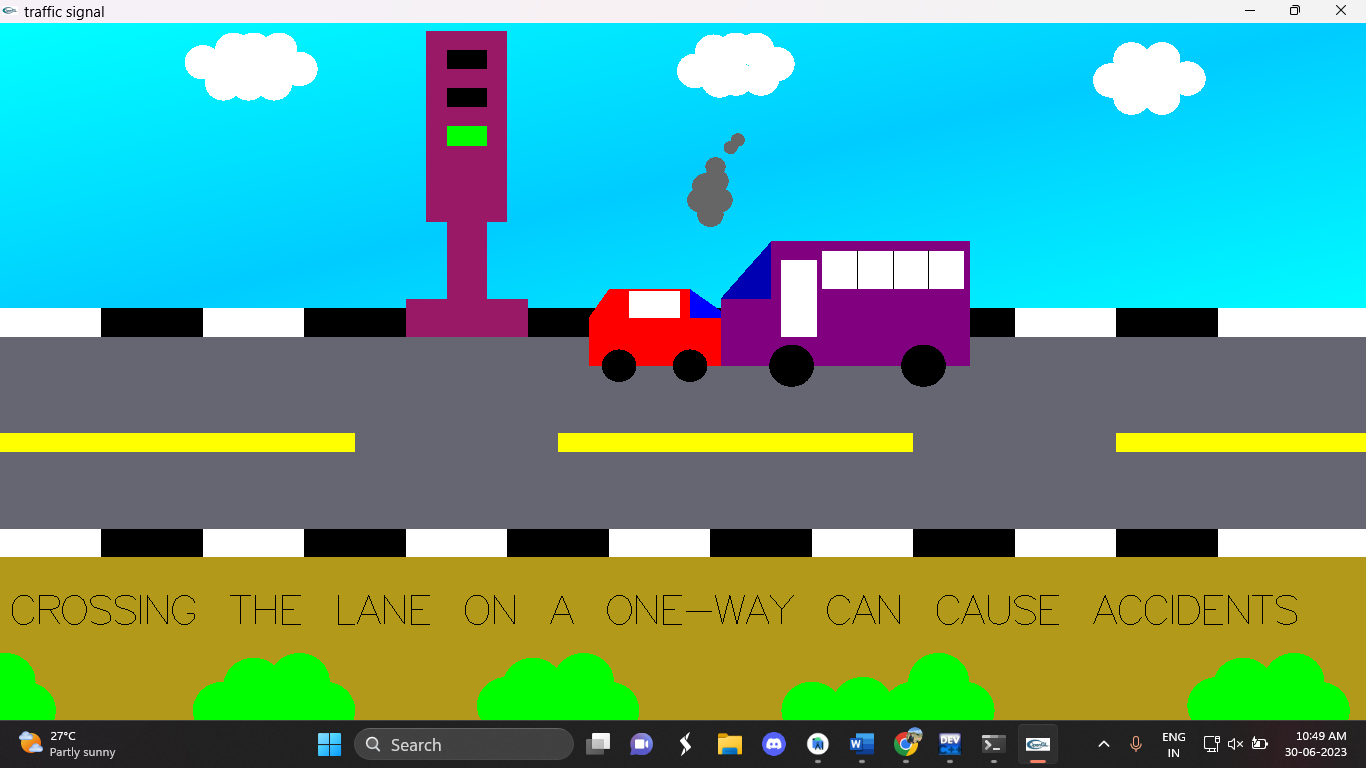 traffic signal
CROSSING THE LANE ON A ONE-WAY CAN CAUSE ACCIDENTS
27°C
Partly sunny
Search
DEV
ENG
IN
10:49 AM
30-06-2023